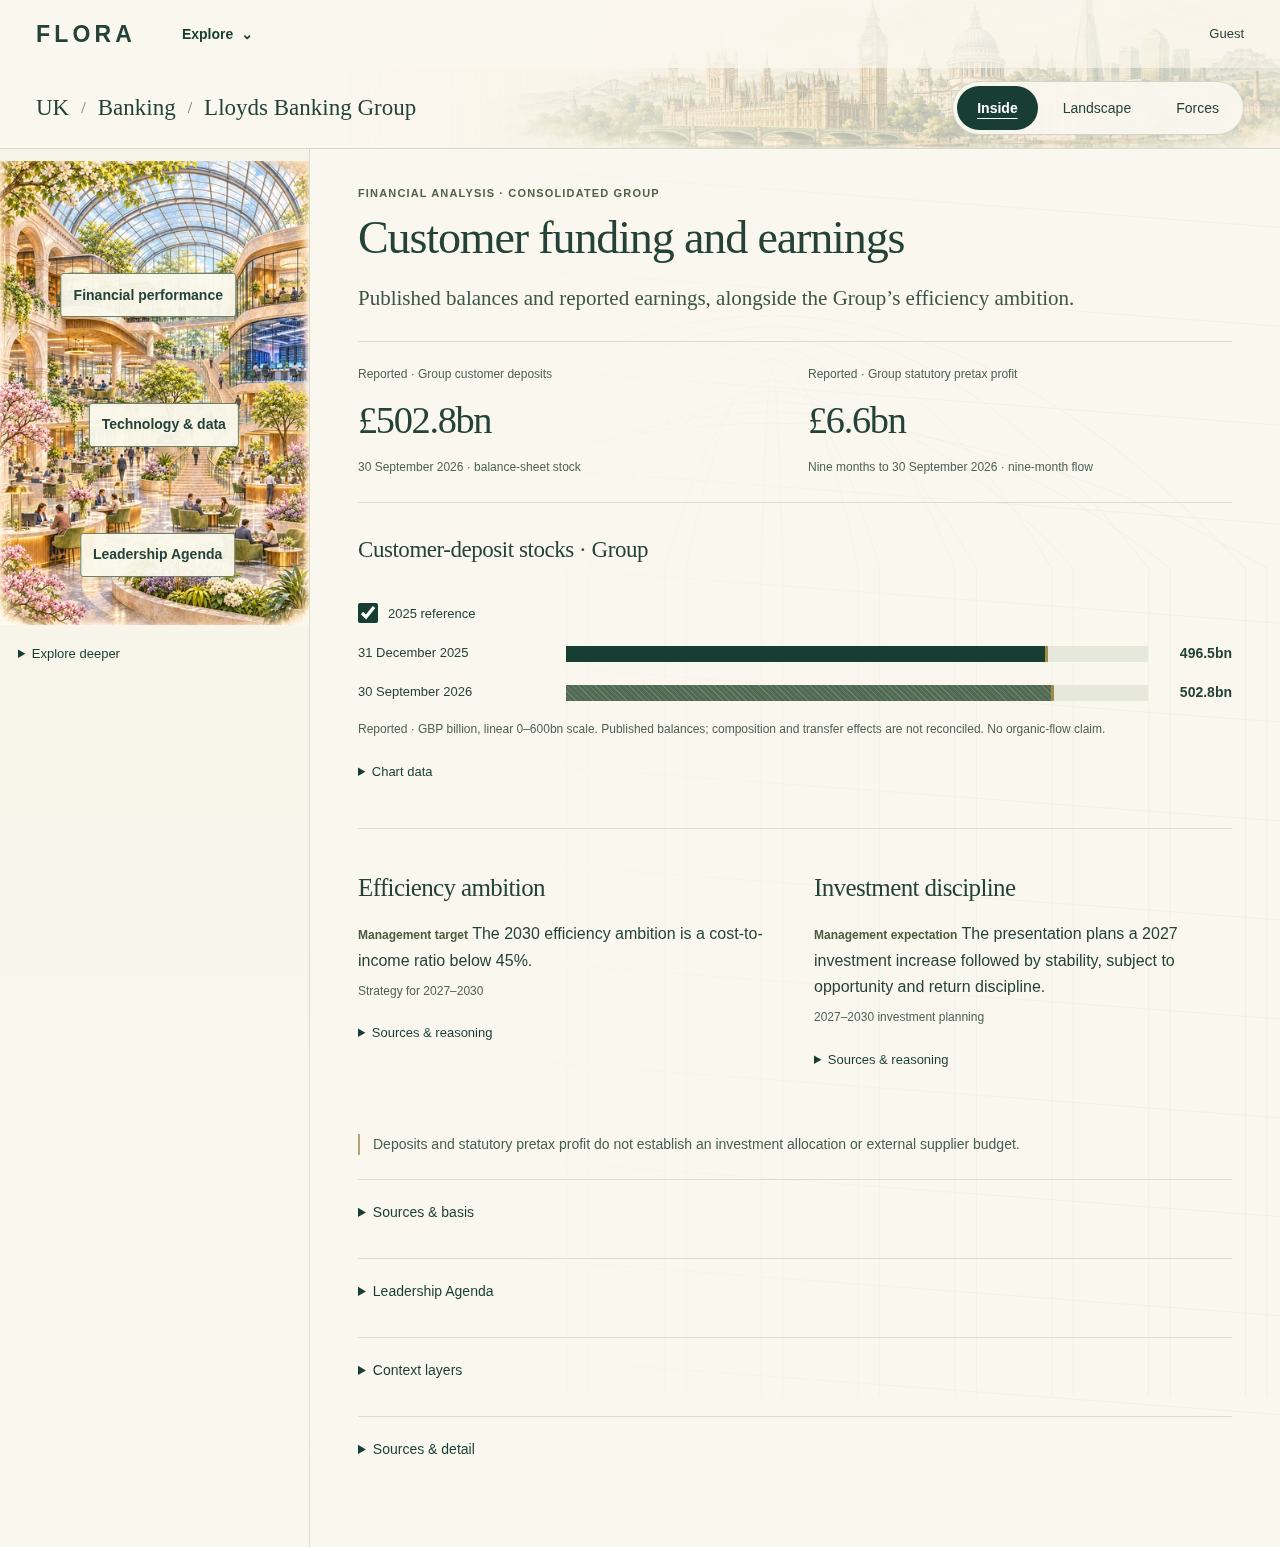 FLORA
Explore
Guest
UK / Banking / Lloyds Banking Group
Inside
Landscape
Forces
Financial performance
Technology & data
Leadership Agenda
Explore deeper
FINANCIAL ANALYSIS · CONSOLIDATED GROUP
Customer funding and earnings
Published balances and reported earnings, alongside the Group’s efficiency ambition.
Reported · Group customer deposits
£502.8bn
30 September 2026 · balance-sheet stock
Reported · Group statutory pretax profit
£6.6bn
Nine months to 30 September 2026 · nine-month flow
Customer-deposit stocks · Group
2025 reference
31 December 2025
496.5bn
30 September 2026
502.8bn
Reported · GBP billion, linear 0–600bn scale. Published balances; composition and transfer effects are not reconciled. No organic-flow claim.
Chart data
Efficiency ambition
Management target The 2030 efficiency ambition is a cost-to-
income ratio below 45%.
Strategy for 2027–2030
Sources & reasoning
Investment discipline
Management expectation The presentation plans a 2027
investment increase followed by stability, subject to
opportunity and return discipline.
2027–2030 investment planning
Sources & reasoning
Deposits and statutory pretax profit do not establish an investment allocation or external supplier budget.
Sources & basis
Leadership Agenda
Context layers
Sources & detail